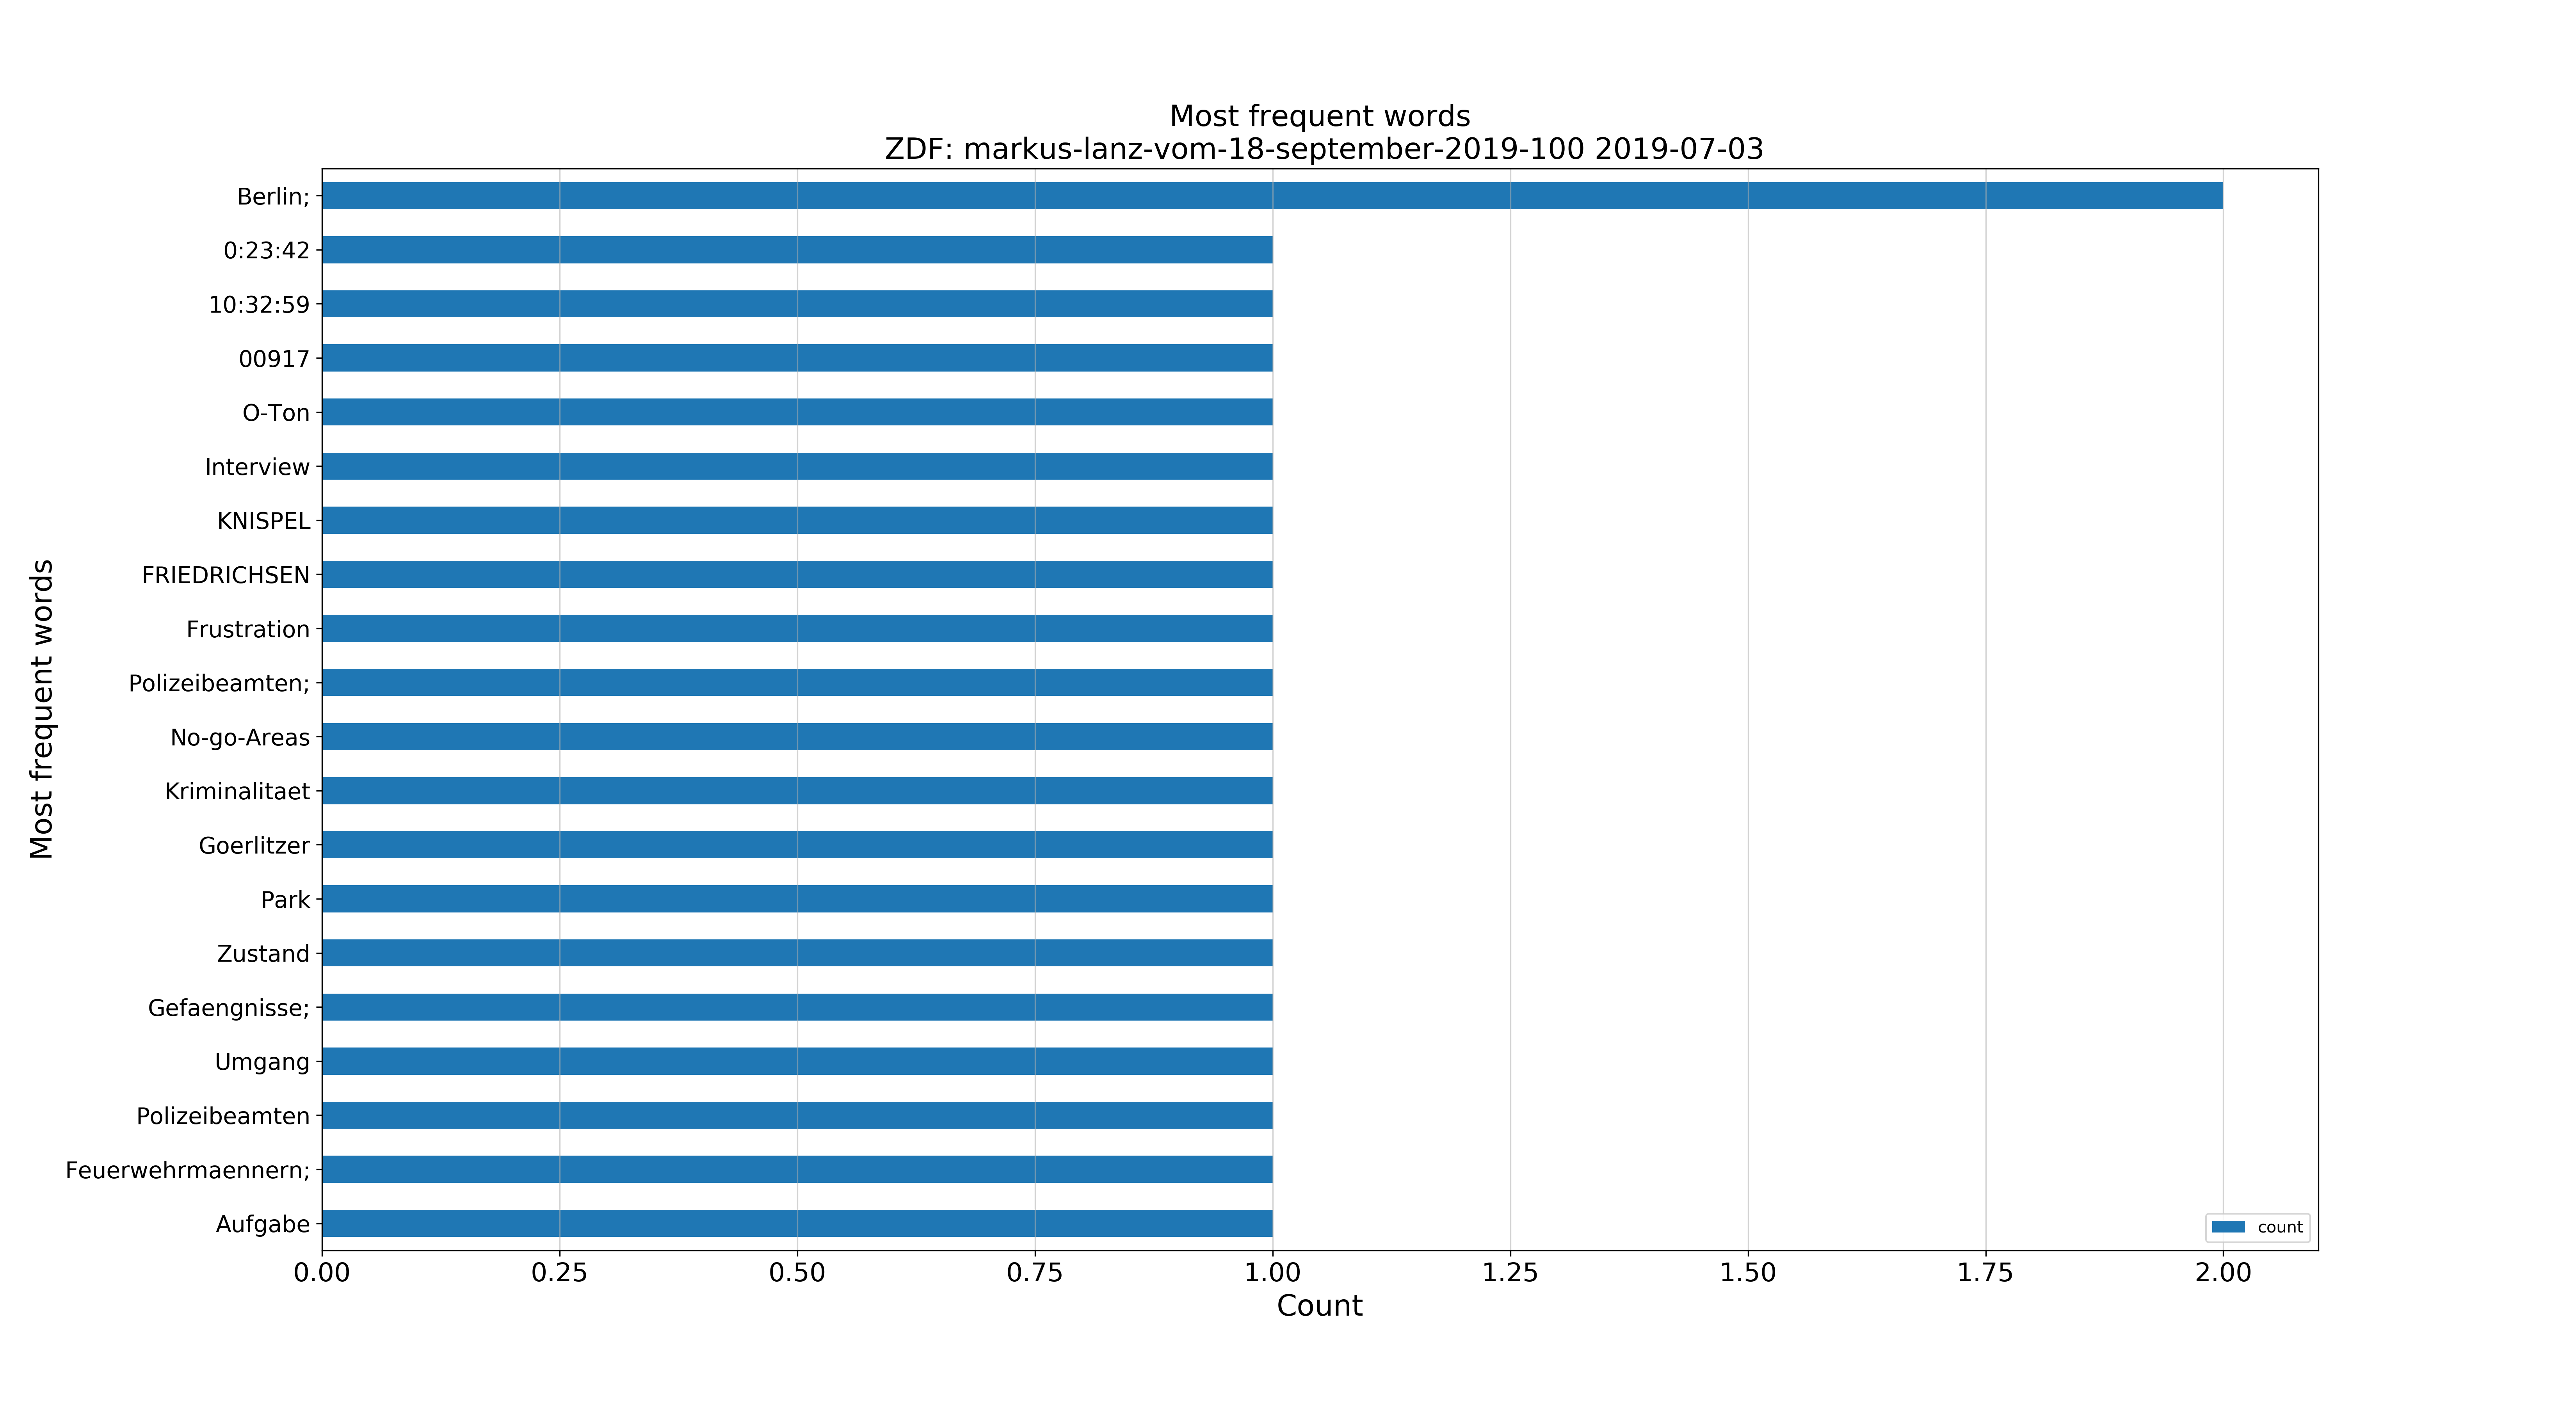 Most frequent words
ZDF: markus-lanz-vom-18-september-2019-100 2019-07-03
Most frequent words
Berlin;
0:23:42
10:32:59
00917
O-Ton
Interview
KNISPEL
FRIEDRICHSEN
Frustration
Polizeibeamten;
No-go-Areas
Kriminalitaet
Goerlitzer
Park
Zustand
Gefaengnisse;
Umgang
Polizeibeamten
Feuerwehrmaennern;
Aufgabe
count
0.00 0.25 0.50 0.75 1.00 1.25 1.50 1.75 2.00
Count